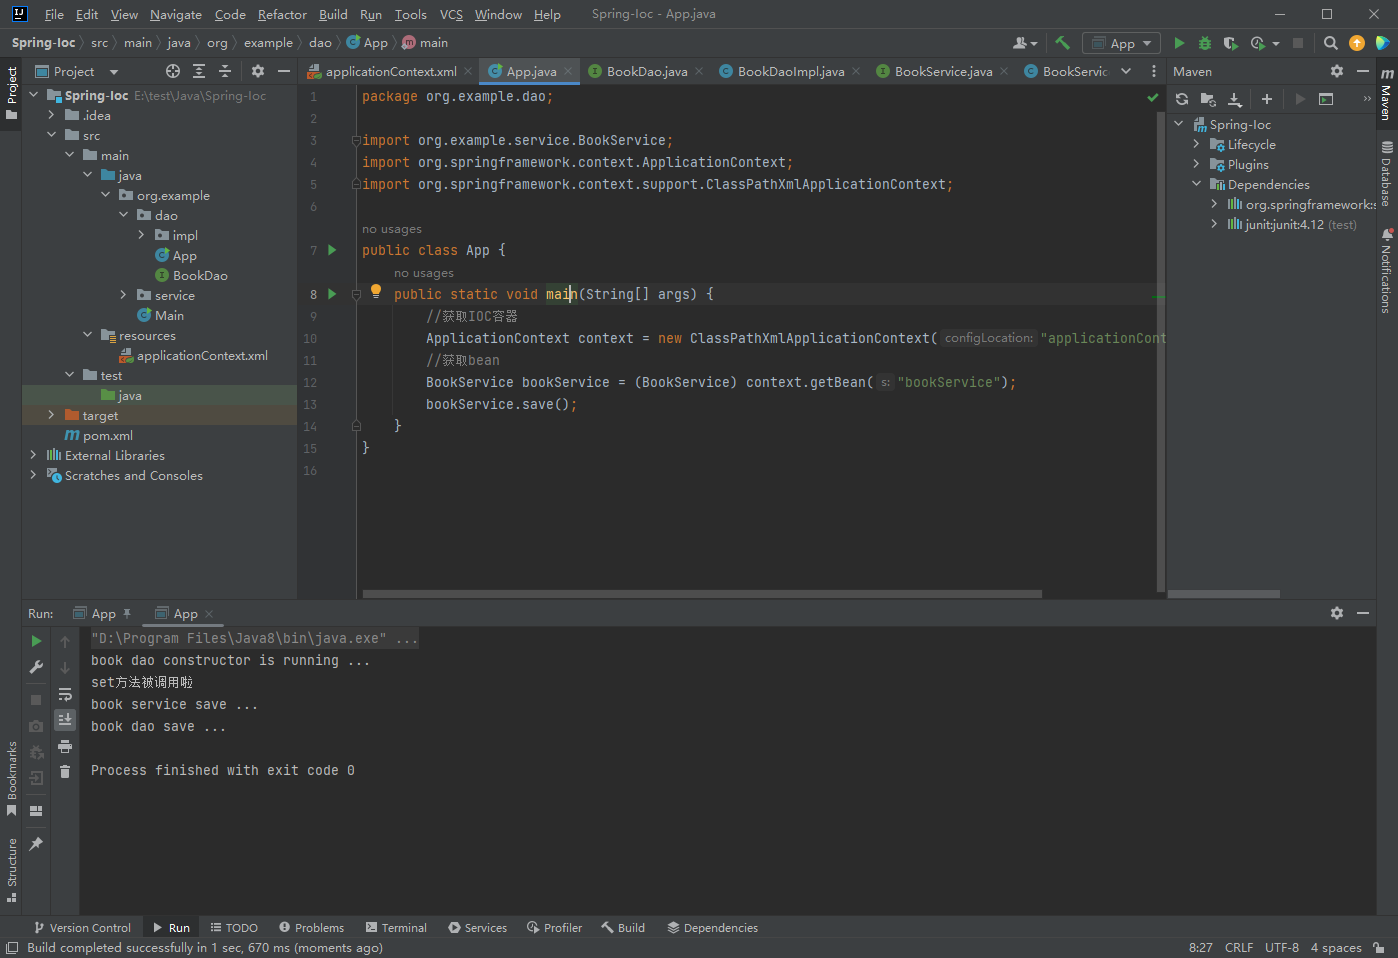 File Edit View Navigate Code Refactor Build Run Tools VCS Window Help Spring-Ioc - App.java
Spring-Ioc src main java org example dao App main App
Project
Project
applicationContext.xml App.java BookDao.java BookDaoImpl.java BookService.java BookServic
Maven
Spring-Ioc E:\test\Java\Spring-Ioc
.idea
src
main
java
org.example
dao
impl
App
BookDao
service
Main
resources
applicationContext.xml
test
java
target
pom.xml
External Libraries
Scratches and Consoles
1 package org.example.dao;
2
3 import org.example.service.BookService;
4 import org.springframework.context.ApplicationContext;
5 import org.springframework.context.support.ClassPathXmlApplicationContext;
6
no usages
7 public class App {
no usages
8 public static void main(String[] args) {
9 //获取IOC容器
10 ApplicationContext context = new ClassPathXmlApplicationContext( configLocation: "applicationCont
11 //获取bean
12 BookService bookService = (BookService) context.getBean( s: "bookService");
13 bookService.save();
14 }
15 }
16
Spring-Ioc
Lifecycle
Plugins
Dependencies
org.springframework:s
junit:junit:4.12 (test)
Maven
Database
Notifications
Run: App App
"D:\Program Files\Java8\bin\java.exe" ...
book dao constructor is running ...
set方法被调用啦
book service save ...
book dao save ...
Process finished with exit code 0
Bookmarks
Structure
Version Control Run TODO Problems Terminal Services Profiler Build Dependencies
Build completed successfully in 1 sec, 670 ms (moments ago) 8:27 CRLF UTF-8 4 spaces